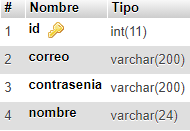 # Nombre Tipo
1 id int(11)
2 correo varchar(200)
3 contrasenia varchar(200)
4 nombre varchar(24)